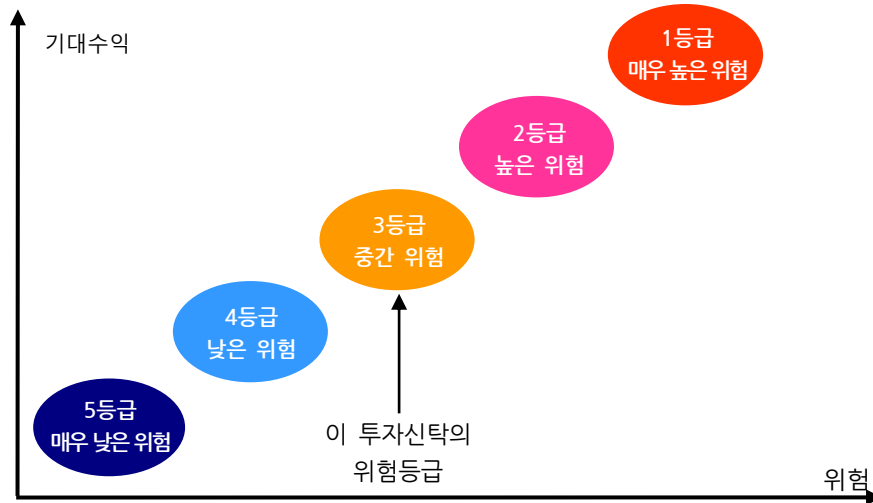 기대수익
1등급
매우 높은 위험
2등급
높은 위험
3등급
중간 위험
4등급
낮은 위험
5등급
매우 낮은 위험
이 투자신탁의
위험등급
위험